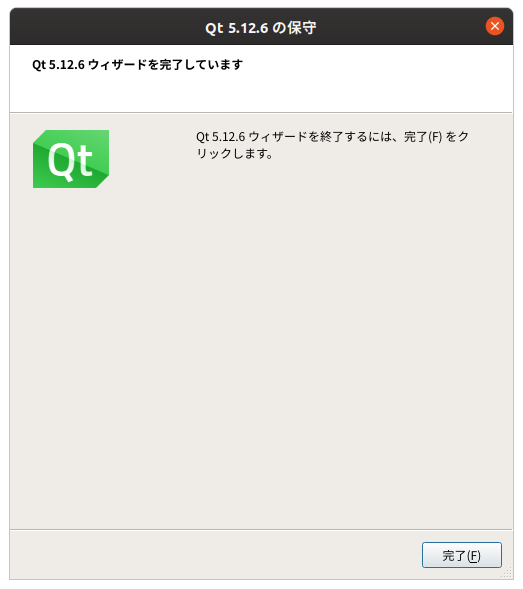 Qt 5.12.6 の保守
Qt 5.12.6 ウィザードを完了しています
Qt
Qt 5.12.6 ウィザードを終了するには、完了(F) をク
リックします。
完了(F)